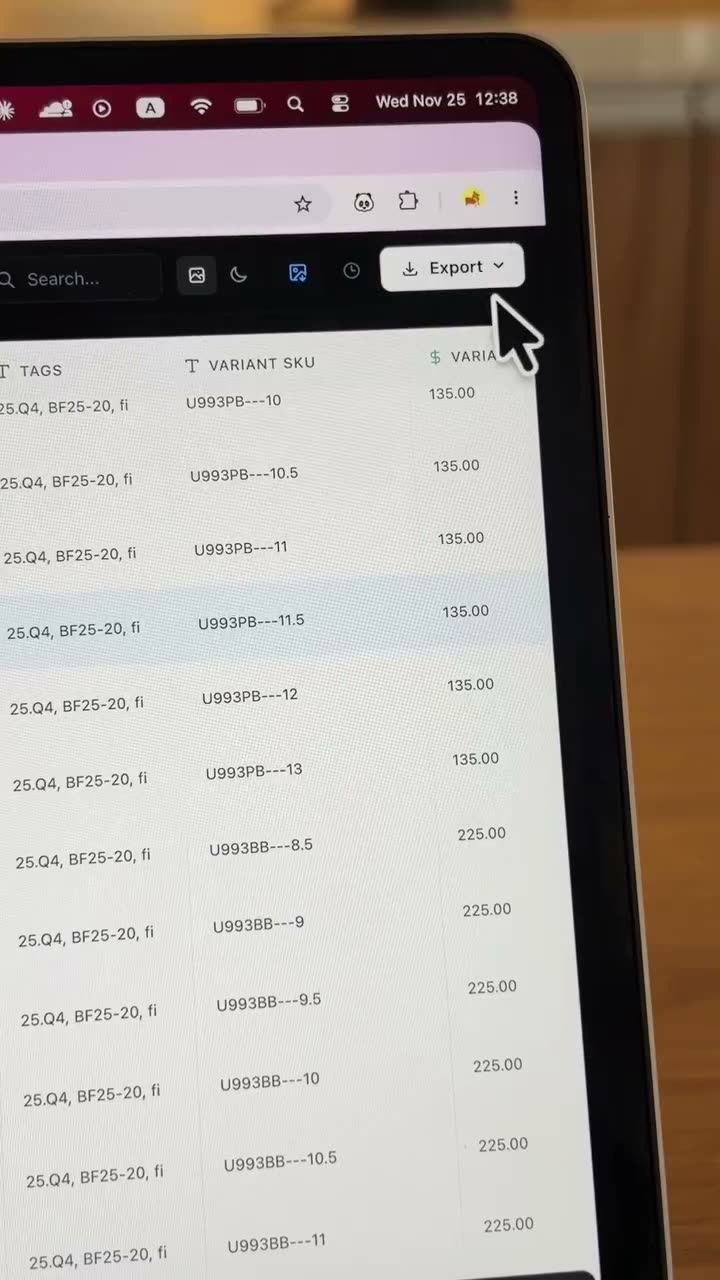 A Wed Nov 25 12:38
Search... Export
TAGS VARIANT SKU $ VARIA
25.Q4, BF25-20, fi U993PB---10 135.00
25.Q4, BF25-20, fi U993PB---10.5 135.00
25.Q4, BF25-20, fi U993PB---11 135.00
25.Q4, BF25-20, fi U993PB---11.5 135.00
25.Q4, BF25-20, fi U993PB---12 135.00
25.Q4, BF25-20, fi U993PB---13 135.00
25.Q4, BF25-20, fi U993BB---8.5 225.00
25.Q4, BF25-20, fi U993BB---9 225.00
25.Q4, BF25-20, fi U993BB---9.5 225.00
25.Q4, BF25-20, fi U993BB---10 225.00
25.Q4, BF25-20, fi U993BB---10.5 225.00
25.Q4, BF25-20, fi U993BB---11 225.00